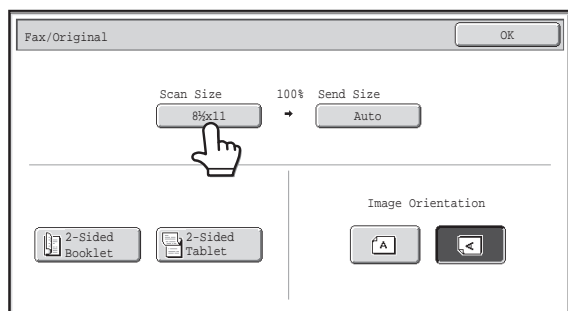 Fax/Original
OK
Scan Size
100%
Send Size
8½x11
Auto
Image Orientation
2-Sided
Booklet
2-Sided
Tablet
A
A